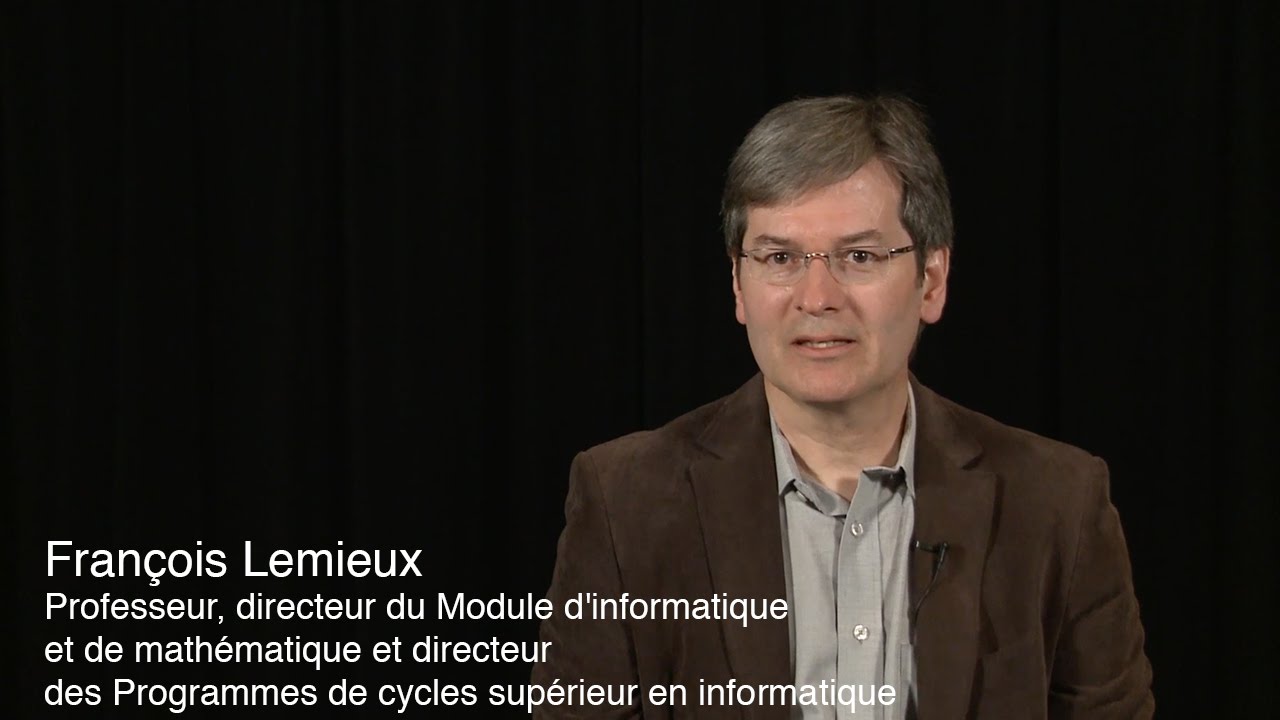 François Lemieux
Professeur, directeur du Module d'informatique
et de mathématique et directeur
des Programmes de cycles supérieur en informatique